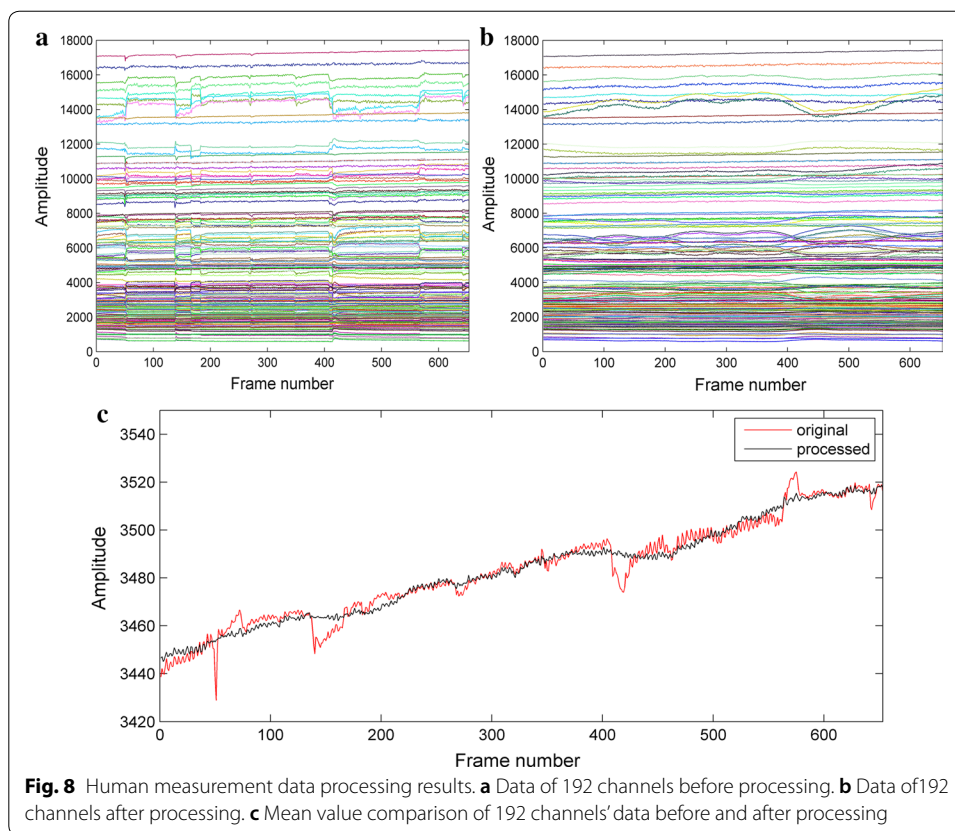 a
b
18000
16000
14000
12000
10000
8000
6000
4000
2000
0
Amplitude
0 100 200 300 400 500 600
Frame number
18000
16000
14000
12000
10000
8000
6000
4000
2000
0
Amplitude
0 100 200 300 400 500 600
Frame number
c
3540
3520
3500
3480
3460
3440
3420
Amplitude
original
processed
0 100 200 300 400 500 600
Frame number
Fig. 8 Human measurement data processing results. a Data of 192 channels before processing. b Data of192
channels after processing. c Mean value comparison of 192 channels’ data before and after processing